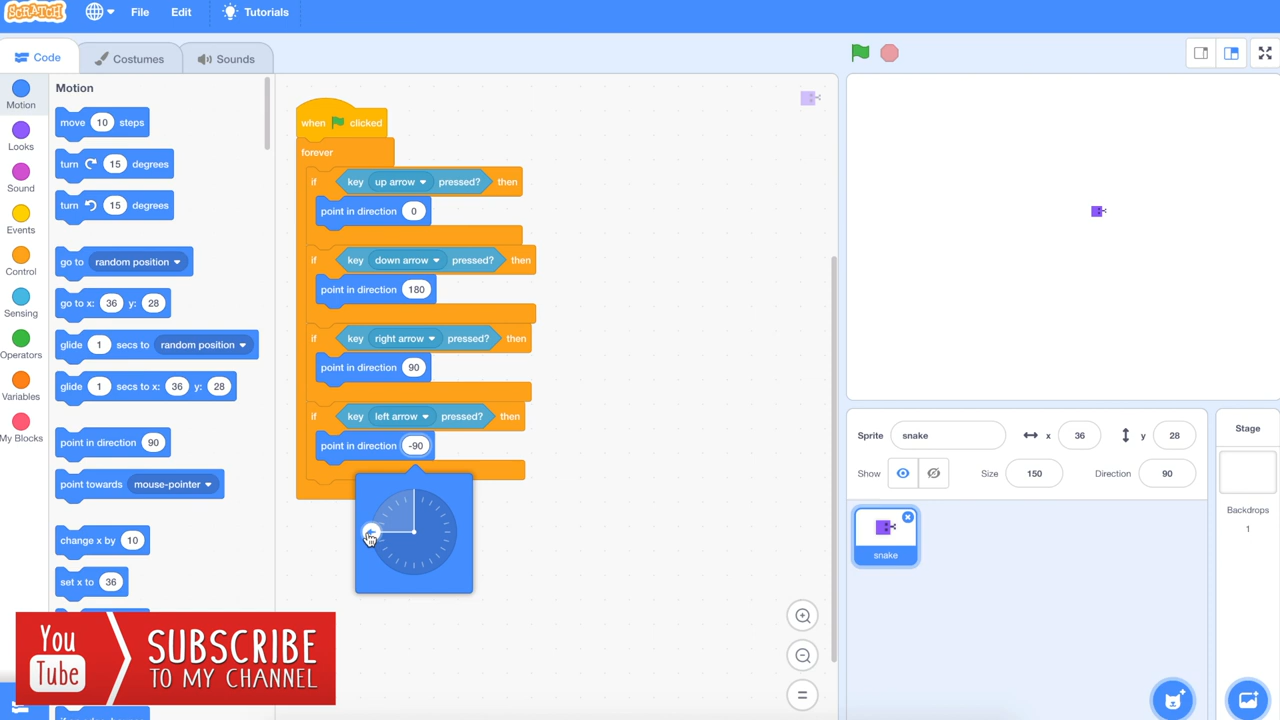 SCRATCH
File
Edit
Tutorials
Code
Costumes
Sounds
Motion
Looks
Sound
Events
Control
Sensing
Operators
Variables
My Blocks
Motion
move 10 steps
turn 15 degrees
turn 15 degrees
go to random position
go to x: 36 y: 28
glide 1 secs to random position
glide 1 secs to x: 36 y: 28
point in direction 90
point towards mouse-pointer
change x by 10
set x to 36
when clicked
forever
if key up arrow pressed? then
point in direction 0
if key down arrow pressed? then
point in direction 180
if key right arrow pressed? then
point in direction 90
if key left arrow pressed? then
point in direction -90
Sprite snake x 36 y 28
Show Size 150 Direction 90
snake
Stage
Backdrops
1
You
Tube
SUBSCRIBE
TO MY CHANNEL